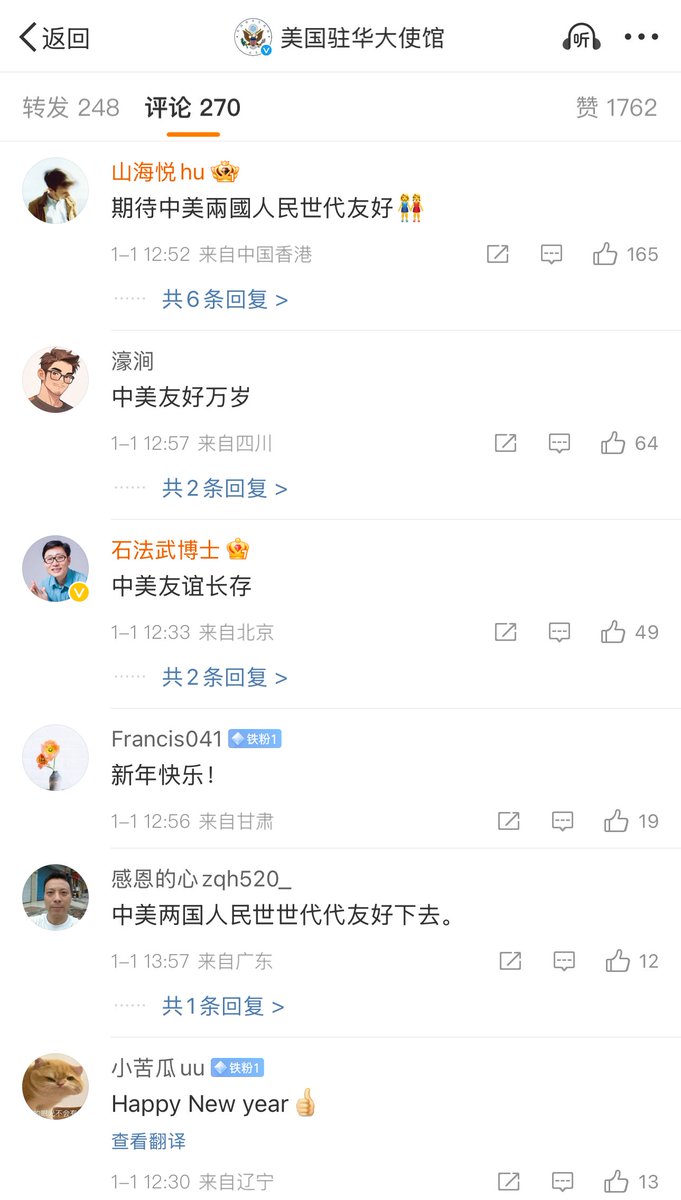 返回
美国驻华大使馆
听
转发 248 评论 270 赞 1762
山海悦hu
期待中美兩國人民世代友好
1-1 12:52 来自中国香港 165
共6条回复 >
濠涧
中美友好万岁
1-1 12:57 来自四川 64
共2条回复 >
石法武博士
中美友谊长存
1-1 12:33 来自北京 49
共2条回复 >
Francis041 铁粉1
新年快乐！
1-1 12:56 来自甘肃 19
感恩的心zqh520_
中美两国人民世世代代友好下去。
1-1 13:57 来自广东 12
共1条回复 >
小苦瓜uu 铁粉1
Happy New year
查看翻译
1-1 12:30 来自辽宁 13